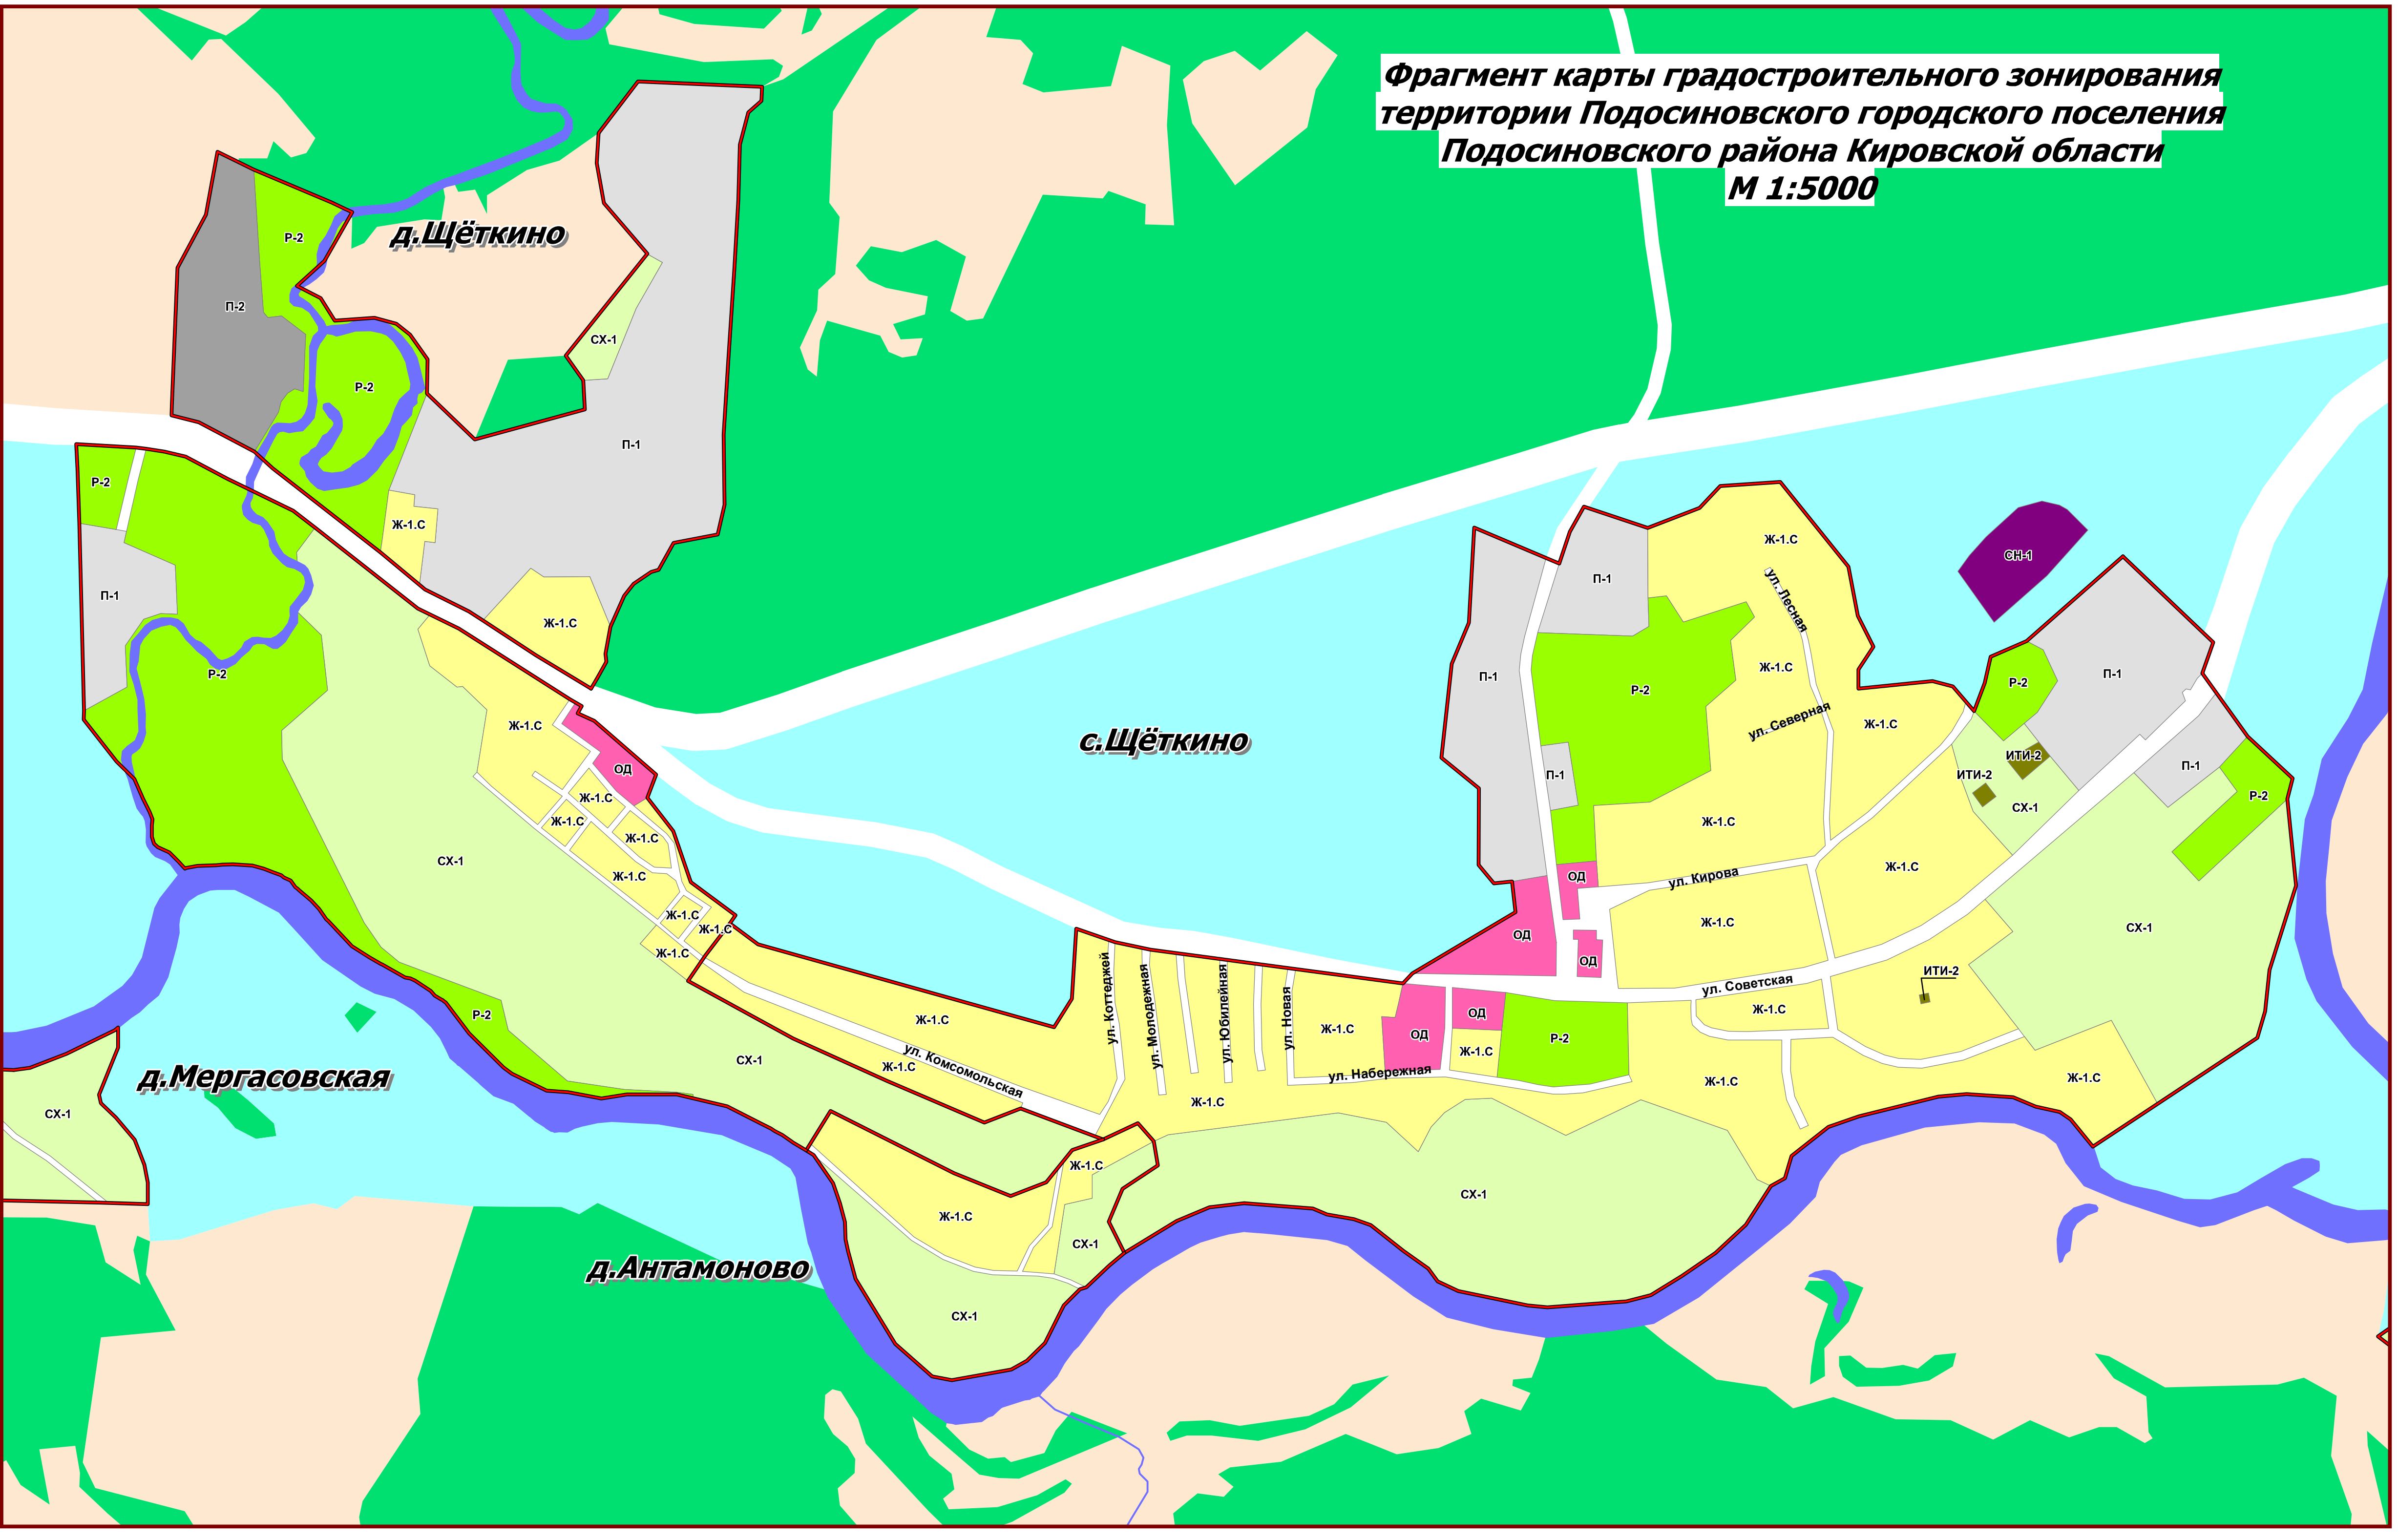 Фрагмент карты градостроительного зонирования
территории Подосиновского городского поселения
Подосиновского района Кировской области
М 1:5000
Р-2
д.Щёткино
П-2
СХ-1
Р-2
П-1
Р-2
Ж-1.С
П-1
Ж-1.С
Р-2
Ж-1.С
ОД
Ж-1.С
Ж-1.С
Ж-1.С
СХ-1
Ж-1.С
Ж-1.С
Ж-1.С
Ж-1.С
с.Щёткино
Ж-1.С
СН-1
П-1
ул. Лесная
П-1
Ж-1.С
П-1
Р-2
Р-2
ул. Северная
Ж-1.С
ИТИ-2
П-1
ИТИ-2
П-1
Р-2
СХ-1
Ж-1.С
Ж-1.С
ОД
ул. Кирова
Ж-1.С
СХ-1
ОД
ОД
ИТИ-2
ул. Советская
Ж-1.С
Р-2
Ж-1.С
ул. Коттеджей
ул. Молодежная
ул. Юбилейная
ул. Новая
Ж-1.С
ОД
ОД
Р-2
Ж-1.С
СХ-1
ул. Комсомольская
Ж-1.С
ул. Набережная
Ж-1.С
Ж-1.С
Ж-1.С
д.Мергасовская
СХ-1
Ж-1.С
СХ-1
Ж-1.С
СХ-1
д.Антамоново
СХ-1